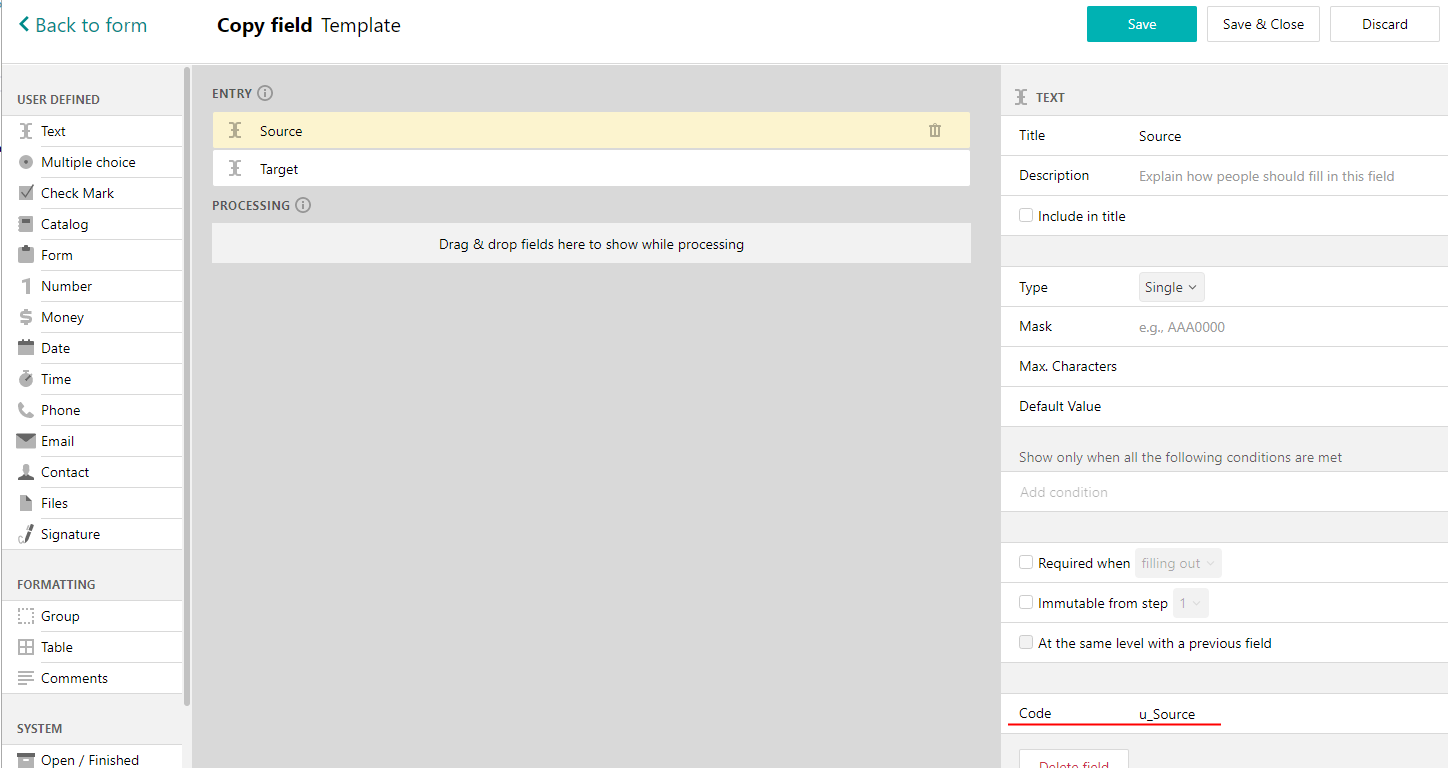 Back to form
Copy field Template
Save
Save & Close
Discard
USER DEFINED
Text
Multiple choice
Check Mark
Catalog
Form
Number
Money
Date
Time
Phone
Email
Contact
Files
Signature
FORMATTING
Group
Table
Comments
SYSTEM
Open / Finished
ENTRY
Source
Target
PROCESSING
Drag & drop fields here to show while processing
TEXT
Title Source
Description Explain how people should fill in this field
Include in title
Type Single
Mask e.g., AAA0000
Max. Characters
Default Value
Show only when all the following conditions are met
Add condition
Required when filling out
Immutable from step 1
At the same level with a previous field
Code u_Source
Delete field